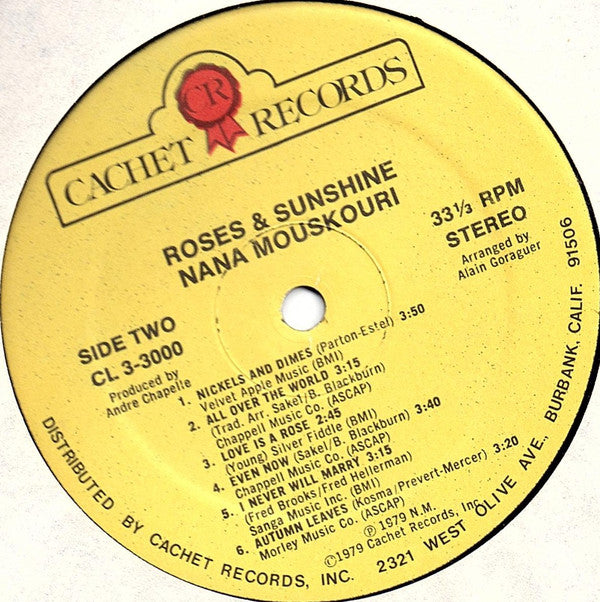 CACHET RECORDS
CR
ROSES & SUNSHINE
NANA MOUSKOURI
33 1/3 RPM
STEREO
Arranged by
Alain Goraguer
SIDE TWO
CL 3-3000
Produced by
Andre Chapelle
1. NICKELS AND DIMES (Parton-Estel) 3:50
Velvet Apple Music (BMI)
2. ALL OVER THE WORLD 3:15
(Trad. Arr. Sakel/B. Blackburn)
Chappell Music Co. (ASCAP)
3. LOVE IS A ROSE 2:45
(Young) Silver Fiddle (BMI)
4. EVEN NOW (Sakel/B. Blackburn) 3:40
Chappell Music Co. (ASCAP)
5. I NEVER WILL MARRY 3:15
(Fred Brooks/Fred Hellerman)
Sanga Music Inc. (BMI)
6. AUTUMN LEAVES (Kosma/Prevert-Mercer) 3:20
Morley Music Co. (ASCAP)
℗ 1979 N.M.
©1979 Cachet Records, Inc.
DISTRIBUTED BY CACHET RECORDS, INC. 2321 WEST OLIVE AVE., BURBANK, CALIF. 91506